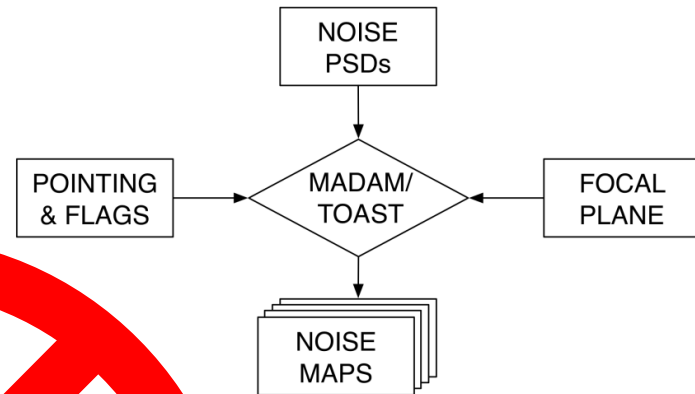 NOISE
PSDs
POINTING
& FLAGS
MADAM/
TOAST
FOCAL
PLANE
NOISE
MAPS